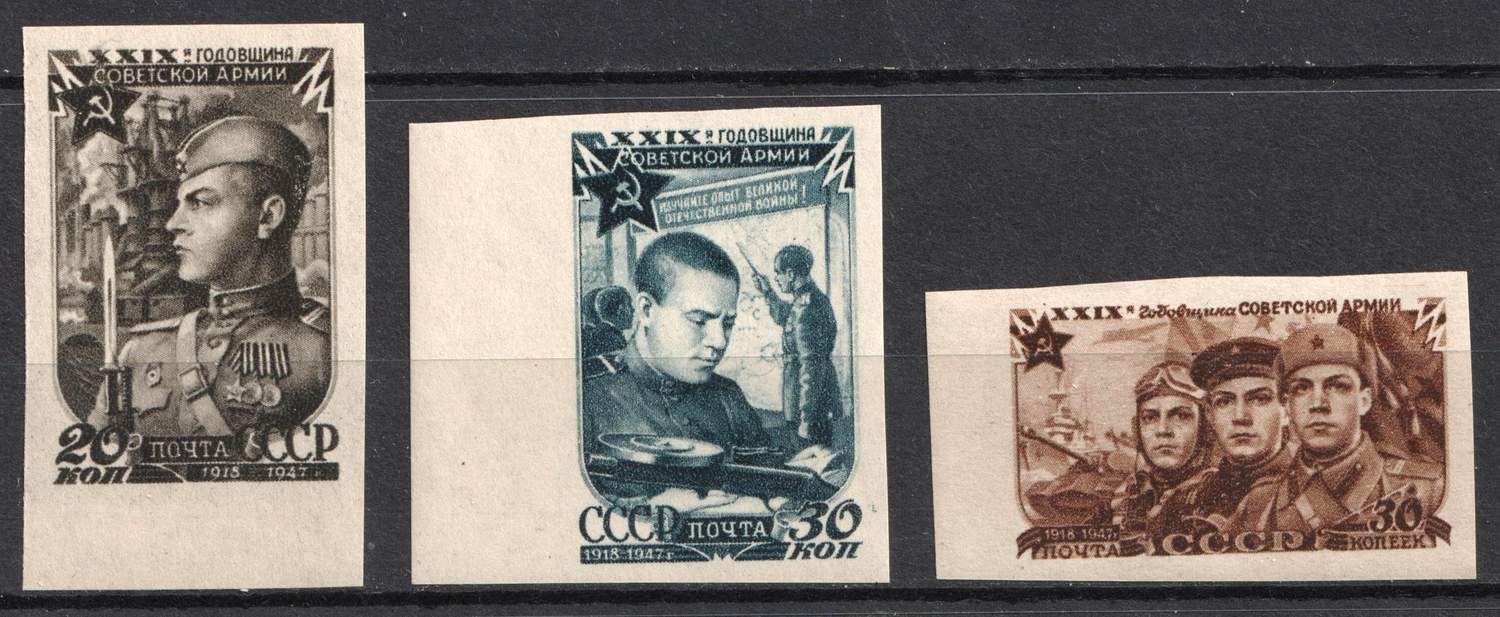 XXIX Я ГОДОВЩИНА
СОВЕТСКОЙ АРМИИ
20 ПОЧТА СССР
КОП 1918 1947 г.
XXIX Я ГОДОВЩИНА
СОВЕТСКОЙ АРМИИ
ИЗУЧАЙТЕ ОПЫТ ВЕЛИКОЙ
ОТЕЧЕСТВЕННОЙ ВОЙНЫ!
СССР ПОЧТА 30
1918-1947 г. КОП
XXIX Я Годовщина СОВЕТСКОЙ АРМИИ
1918-1947 г. 30
ПОЧТА СССР КОПЕЕК